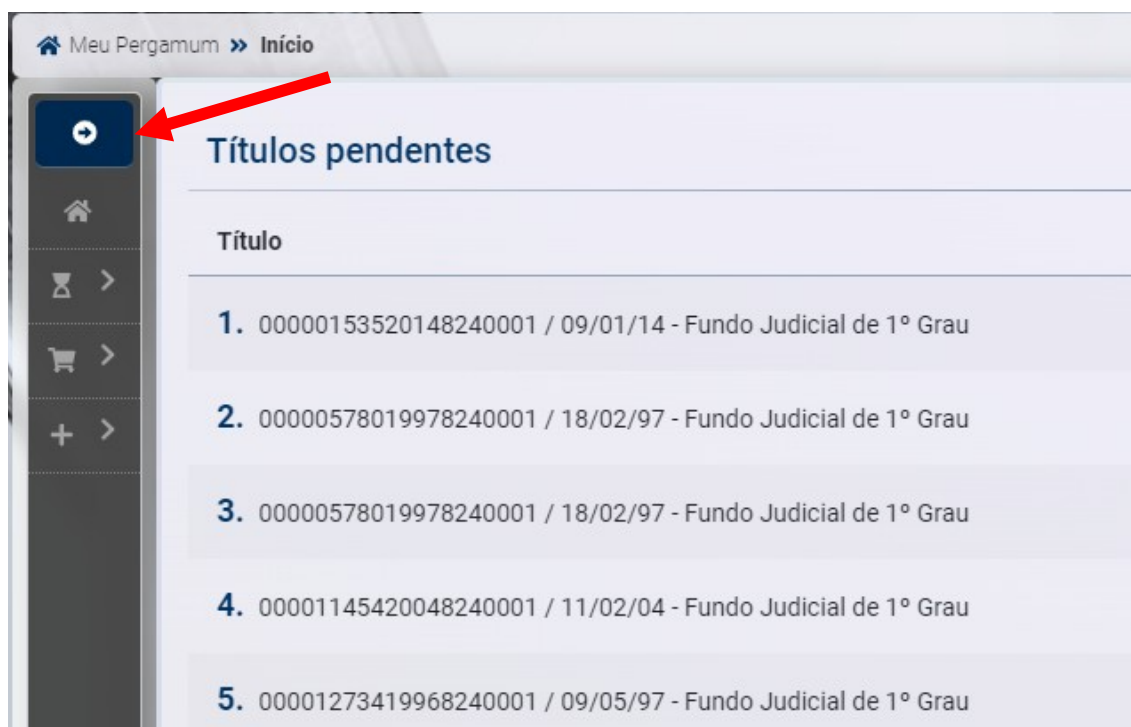 Meu Pergamum » Início
Títulos pendentes
Título
1. 00000153520148240001 / 09/01/14 - Fundo Judicial de 1º Grau
2. 00000578019978240001 / 18/02/97 - Fundo Judicial de 1º Grau
3. 00000578019978240001 / 18/02/97 - Fundo Judicial de 1º Grau
4. 00001145420048240001 / 11/02/04 - Fundo Judicial de 1º Grau
5. 00001273419968240001 / 09/05/97 - Fundo Judicial de 1º Grau